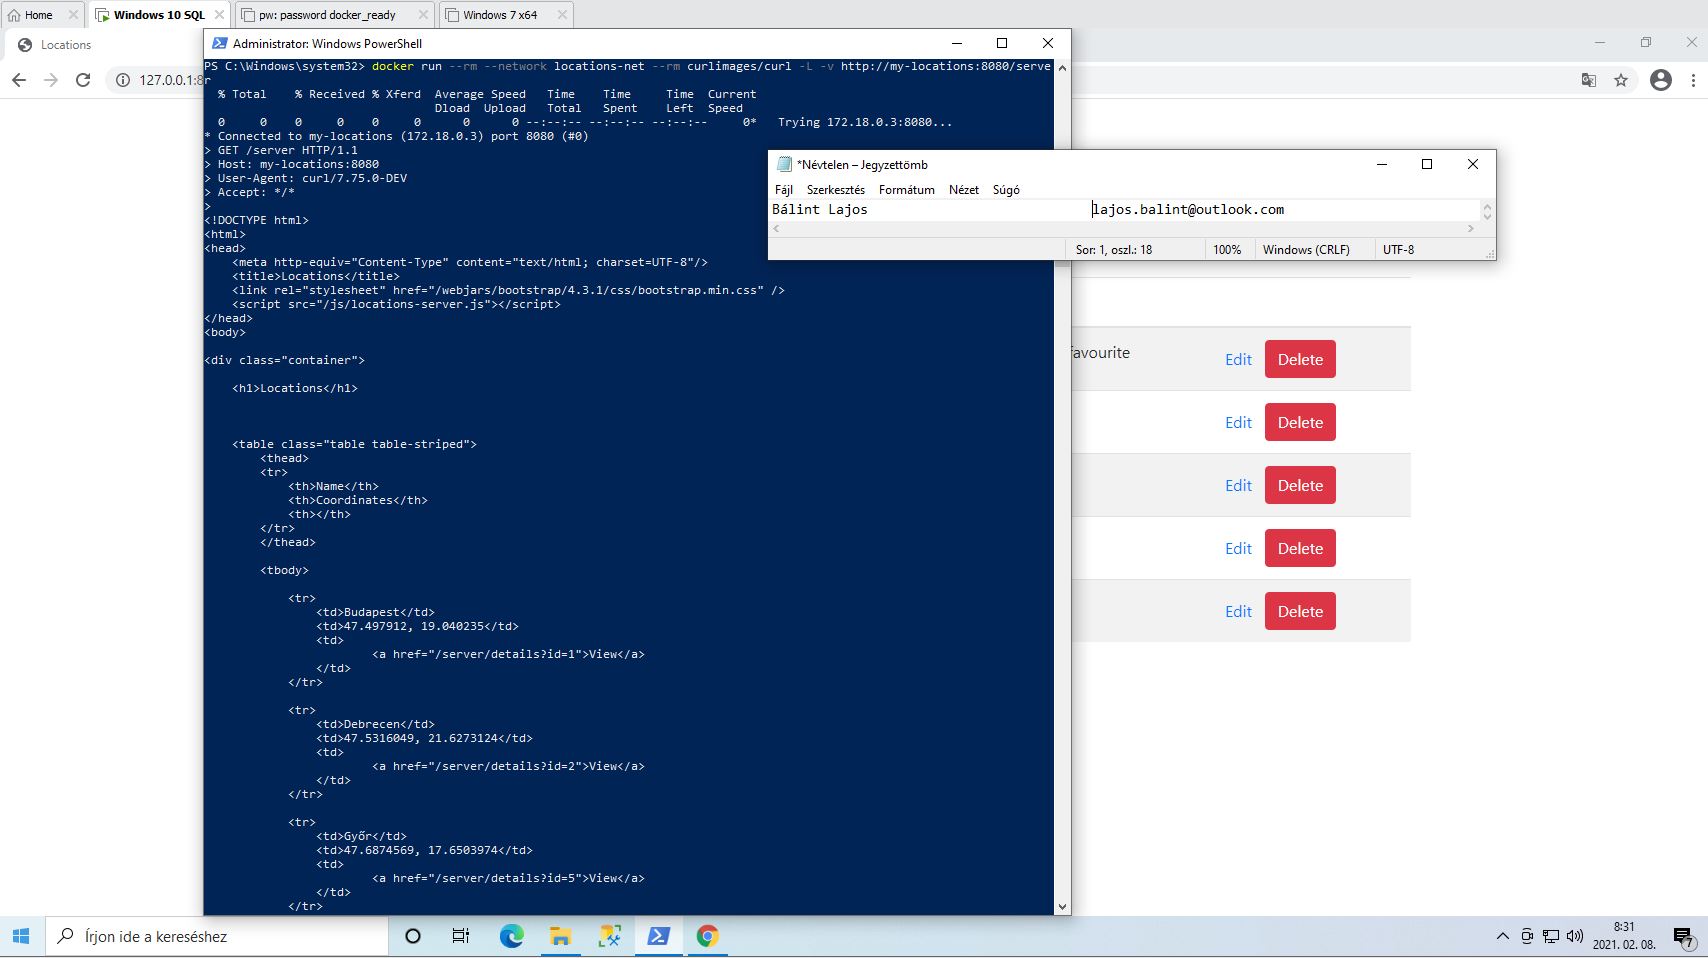 Home
Windows 10 SQL
pw: password docker_ready
Windows 7 x64
Locations
127.0.0.1:8
Administrator: Windows PowerShell
PS C:\Windows\system32> docker run --rm --network locations-net --rm curlimages/curl -L -v http://my-locations:8080/serve
r
% Total % Received % Xferd Average Speed Time Time Time Current
Dload Upload Total Spent Left Speed
0 0 0 0 0 0 0 0 --:--:-- --:--:-- --:--:-- 0* Trying 172.18.0.3:8080...
* Connected to my-locations (172.18.0.3) port 8080 (#0)
> GET /server HTTP/1.1
> Host: my-locations:8080
> User-Agent: curl/7.75.0-DEV
> Accept: */*
>
<!DOCTYPE html>
<html>
<head>
<meta http-equiv="Content-Type" content="text/html; charset=UTF-8"/>
<title>Locations</title>
<link rel="stylesheet" href="/webjars/bootstrap/4.3.1/css/bootstrap.min.css" />
<script src="/js/locations-server.js"></script>
</head>
<body>
<div class="container">
<h1>Locations</h1>
<table class="table table-striped">
<thead>
<tr>
<th>Name</th>
<th>Coordinates</th>
<th></th>
</tr>
</thead>
<tbody>
<tr>
<td>Budapest</td>
<td>47.497912, 19.040235</td>
<td>
<a href="/server/details?id=1">View</a>
</td>
</tr>
<tr>
<td>Debrecen</td>
<td>47.5316049, 21.6273124</td>
<td>
<a href="/server/details?id=2">View</a>
</td>
</tr>
<tr>
<td>Győr</td>
<td>47.6874569, 17.6503974</td>
<td>
<a href="/server/details?id=5">View</a>
</td>
</tr>
*Névtelen – Jegyzettömb
Fájl Szerkesztés Formátum Nézet Súgó
Bálint Lajos lajos.balint@outlook.com
Sor: 1, oszl.: 18 100% Windows (CRLF) UTF-8
favourite Edit Delete
Edit Delete
Edit Delete
Edit Delete
Edit Delete
Írjon ide a kereséshez
8:31
2021. 02. 08.
7